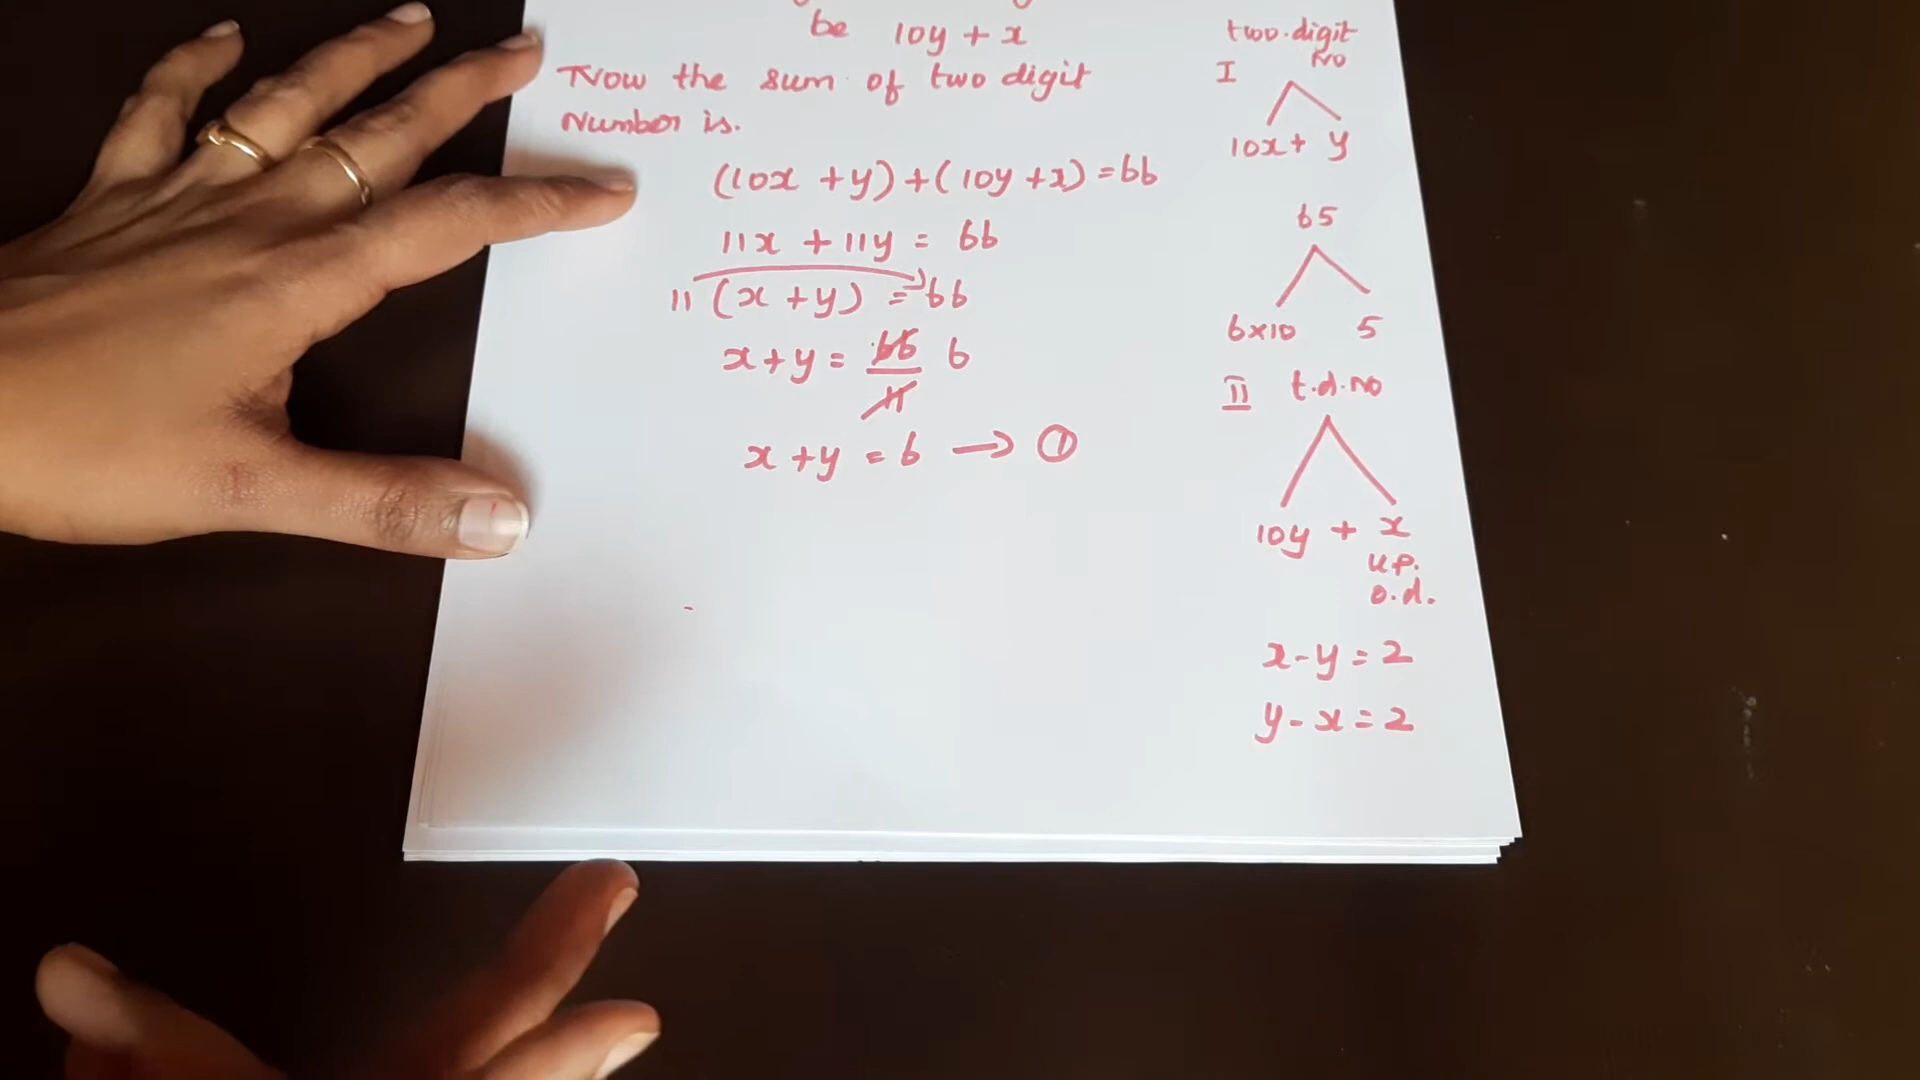 be 10y + x
Now the sum of two digit
Number is.
(10x + y) + (10y + x) = 66
11x + 11y = 66
11 (x + y) = 66
x + y = 66/11 6
x + y = 6 → ①
two digit
No
I
10x + y
65
6×10 5
II t.d.No
10y + x
u.p.
o.d.
x - y = 2
y - x = 2